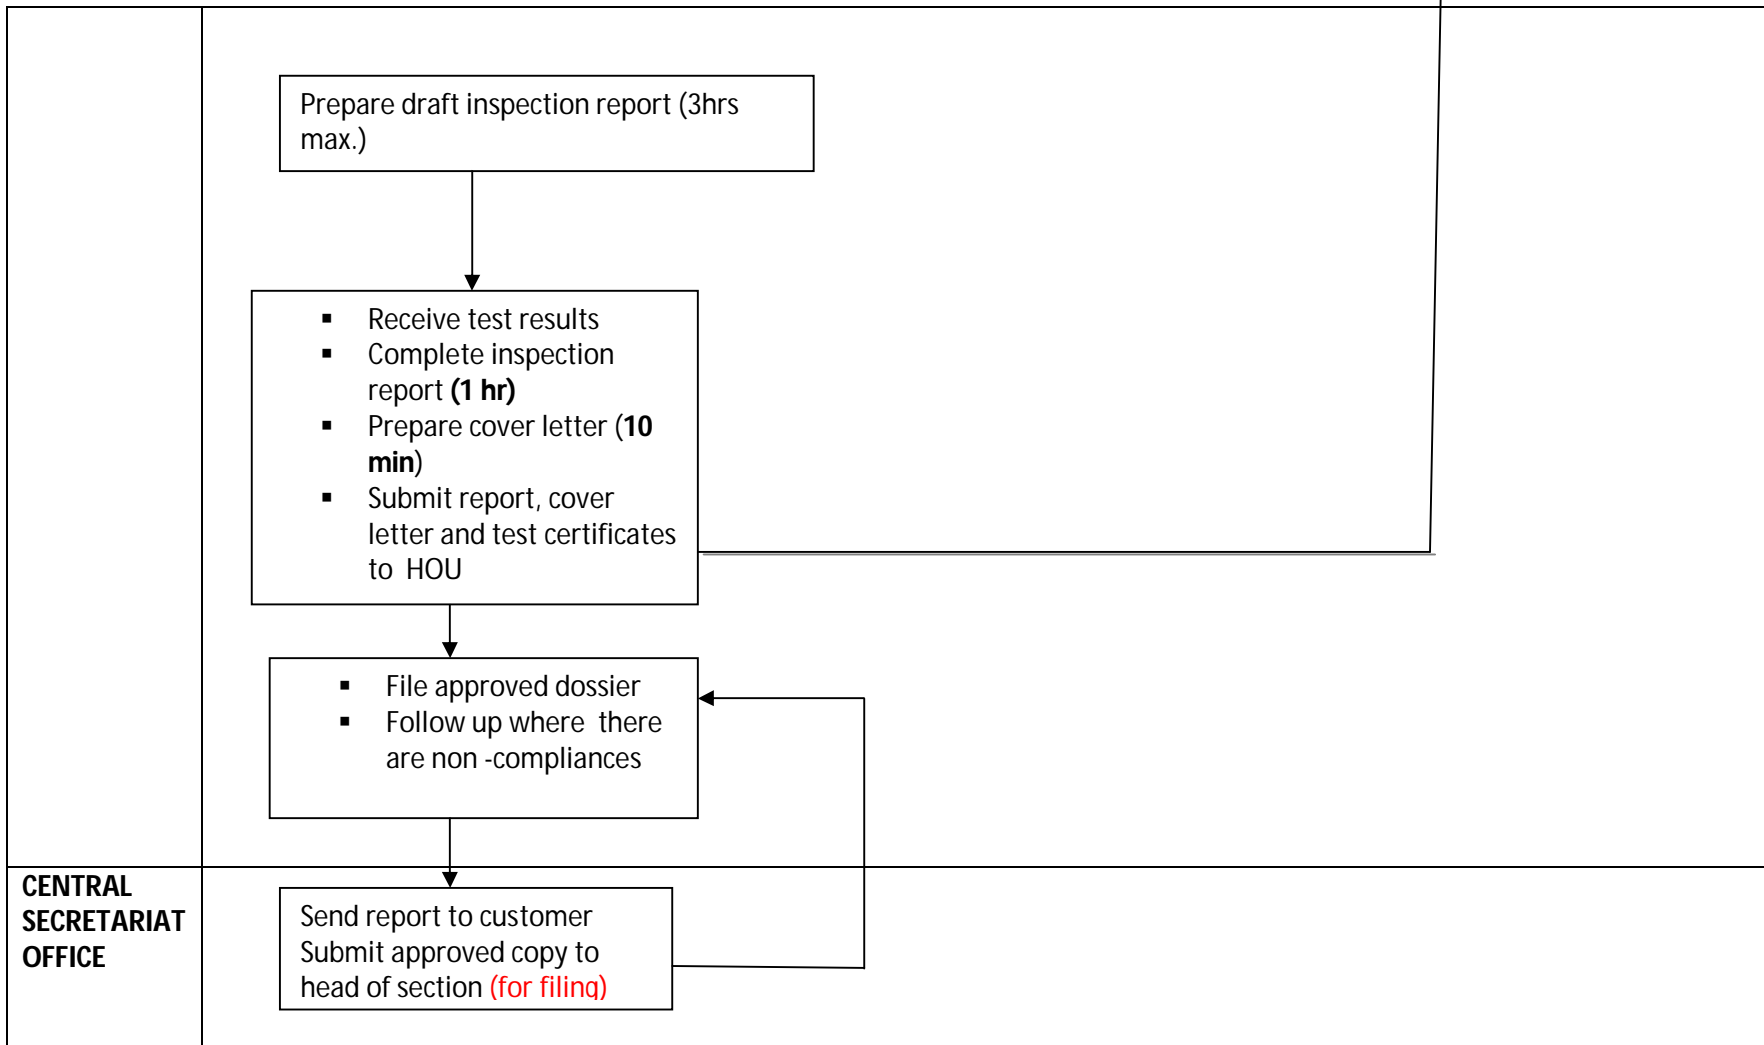 Prepare draft inspection report (3hrs
max.)
▪ Receive test results
▪ Complete inspection
report (1 hr)
▪ Prepare cover letter (10
min)
▪ Submit report, cover
letter and test certificates
to HOU
▪ File approved dossier
▪ Follow up where there
are non -compliances
CENTRAL
SECRETARIAT
OFFICE
Send report to customer
Submit approved copy to
head of section (for filing)